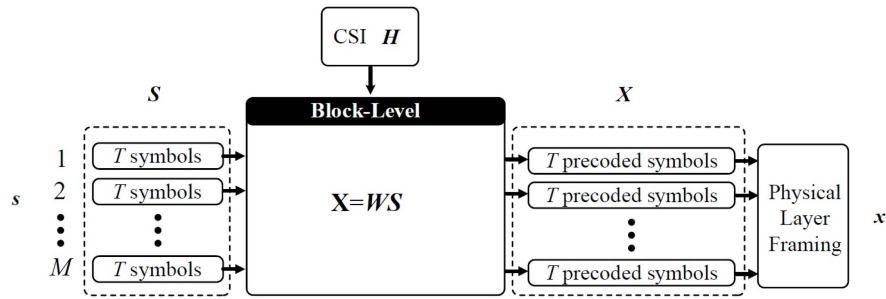 CSI H
S
X
Block-Level
1
T symbols
T precoded symbols
s
2
T symbols
X=WS
T precoded symbols
Physical
Layer
Framing
x
M
T symbols
T precoded symbols